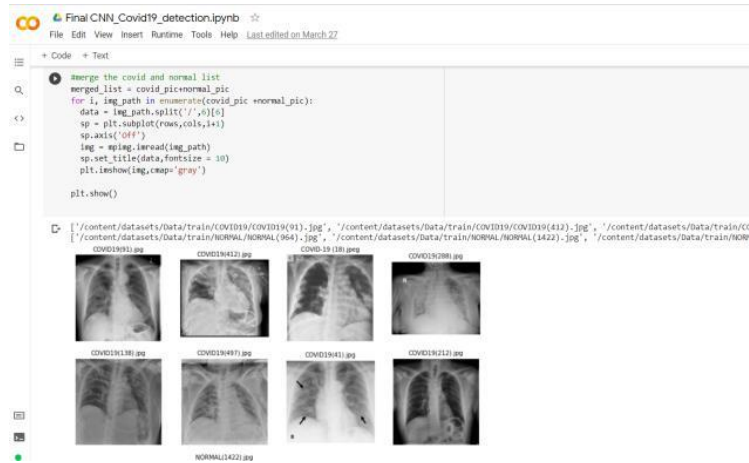 Final CNN_Covid19_detection.ipynb
File Edit View Insert Runtime Tools Help Last edited on March 27
+ Code + Text
#merge the covid and normal list
merged_list = covid_pic+normal_pic
for i, img_path in enumerate(covid_pic +normal_pic):
data = img_path.split('/',6)[6]
sp = plt.subplot(rows,cols,i+1)
sp.axis('Off')
img = mpimg.imread(img_path)
sp.set_title(data,fontsize = 10)
plt.imshow(img,cmap='gray')
plt.show()
['/content/datasets/Data/train/COVID19/COVID19(91).jpg', '/content/datasets/Data/train/COVID19/COVID19(412).jpg', '/content/datasets/Data/train/CO
['/content/datasets/Data/train/NORMAL/NORMAL(964).jpg', '/content/datasets/Data/train/NORMAL/NORMAL(1422).jpg', '/content/datasets/Data/train/NOR
COVID19(91).jpg COVID19(412).jpg COVID-19 (18).jpeg COVID19(288).jpg
COVID19(138).jpg COVID19(497).jpg COVID19(41).jpg COVID19(212).jpg
NORMAL(1422).jpg